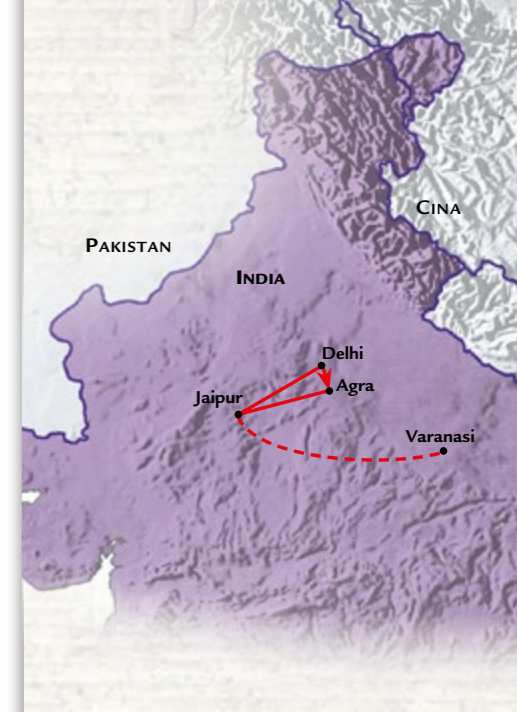 CINA
PAKISTAN
INDIA
Delhi
Agra
Jaipur
Varanasi